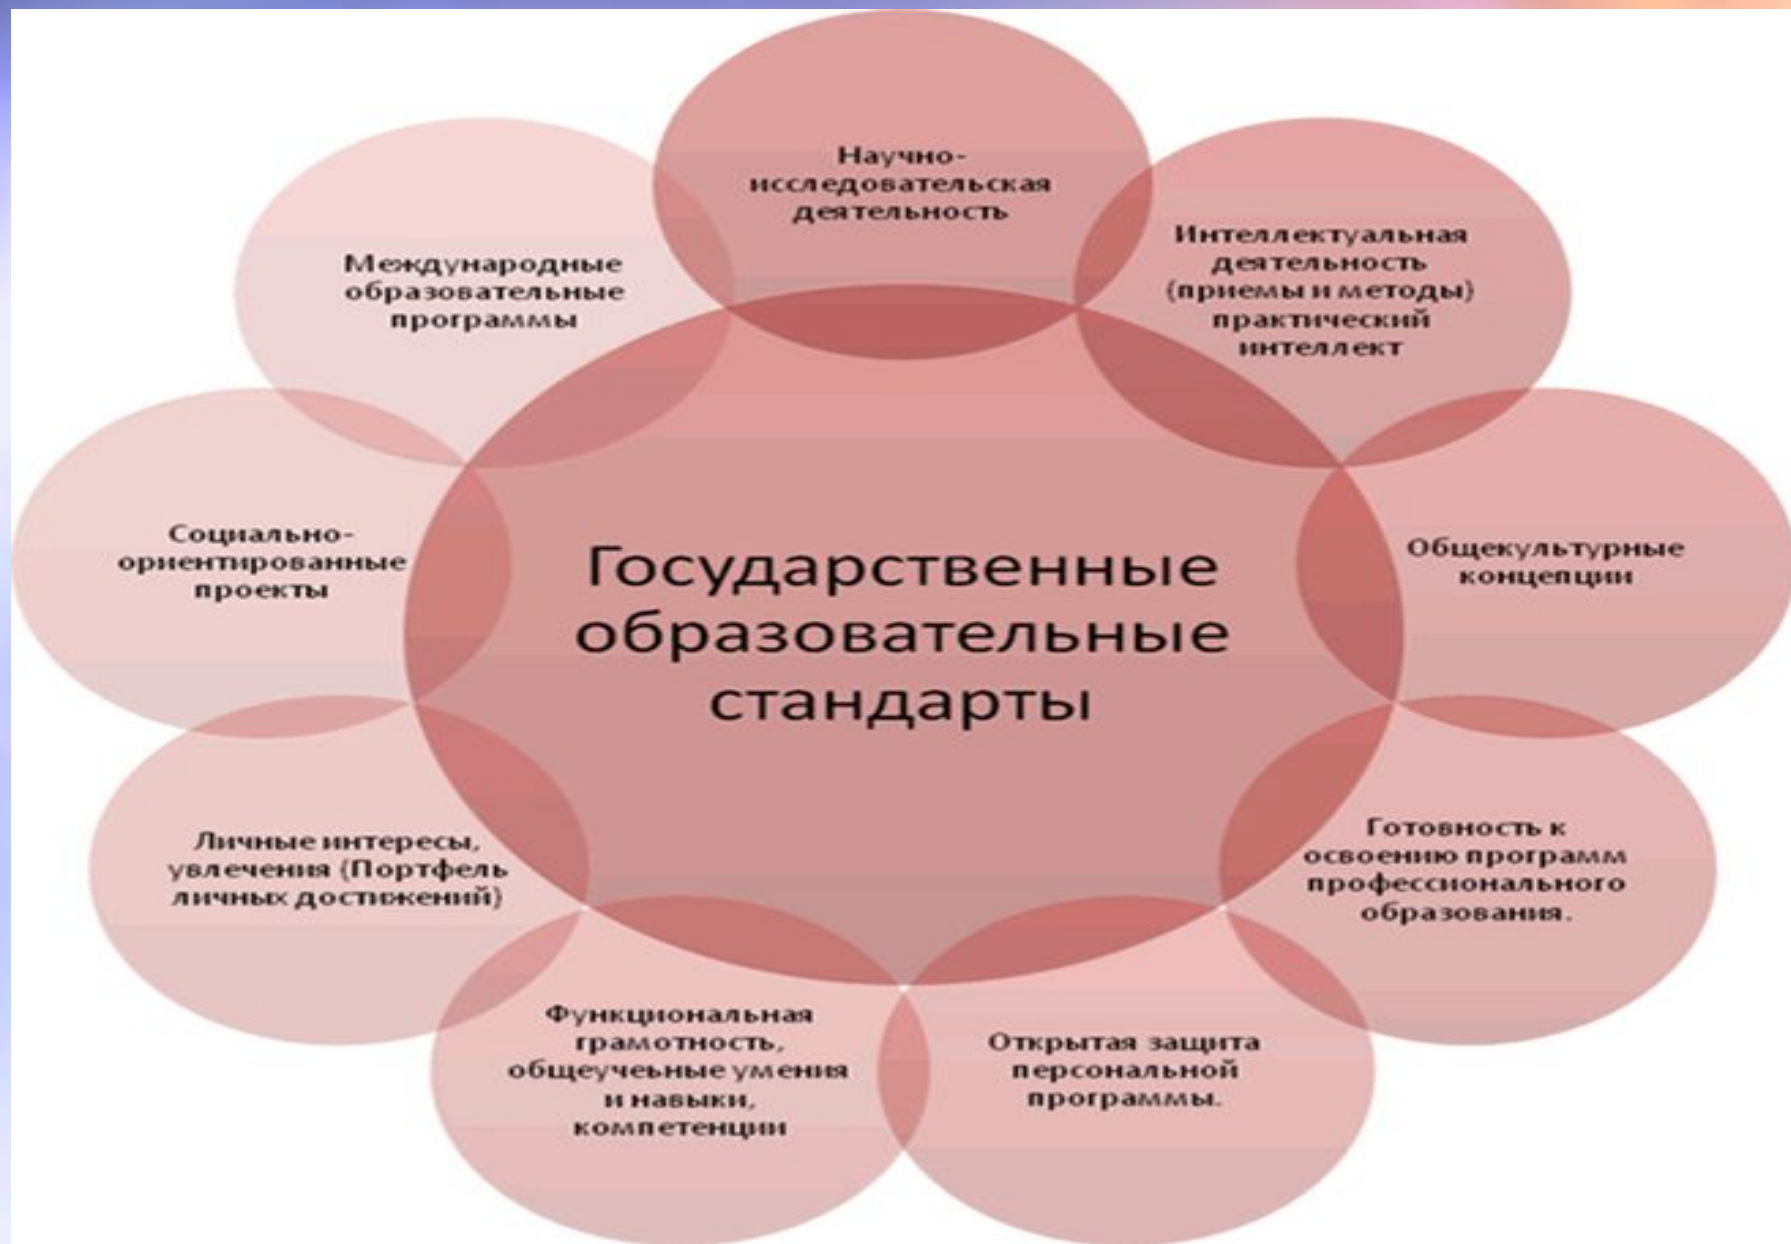 Научно-
исследовательская
деятельность
Интеллектуальная
деятельность
(приемы и методы)
практический
интеллект
Общекультурные
концепции
Готовность к
освоению программ
профессионального
образования.
Открытая защита
персональной
программы.
Функциональная
грамотность,
общеучеьные умения
и навыки,
компетенции
Личные интересы,
увлечения (Портфель
личных достижений)
Социально-
ориентированные
проекты
Международные
образовательные
программы
Государственные
образовательные
стандарты